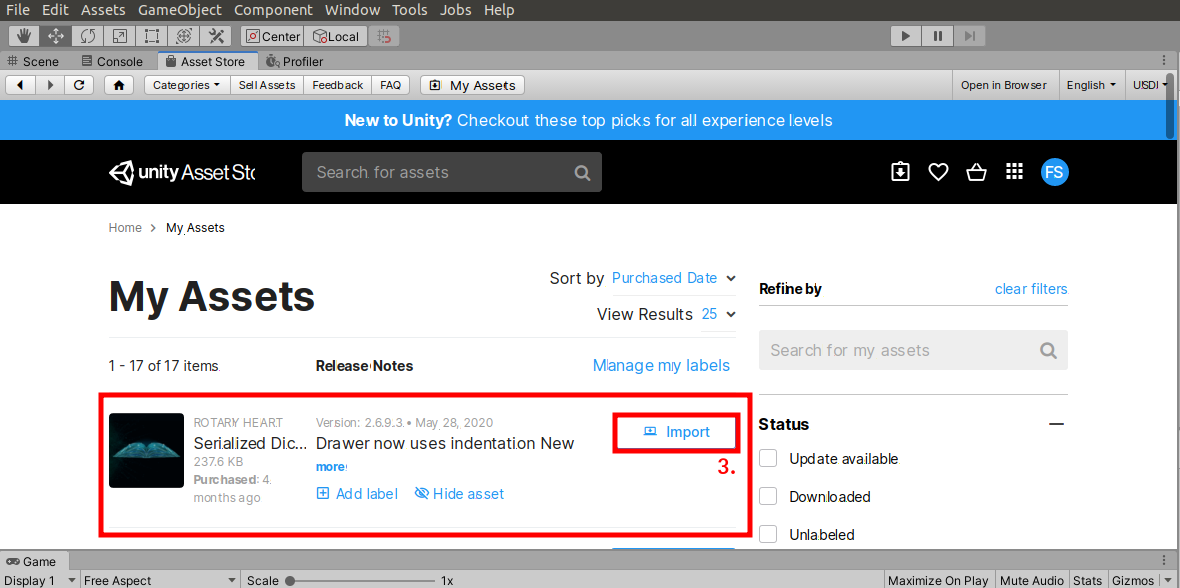 File Edit Assets GameObject Component Window Tools Jobs Help
Center Local
Scene Console Asset Store Profiler
Categories Sell Assets Feedback FAQ My Assets Open in Browser English USD
New to Unity? Checkout these top picks for all experience levels
unity Asset Sto Search for assets FS
Home > My Assets
Sort by Purchased Date
My Assets
Refine by clear filters
View Results 25
Search for my assets
1 - 17 of 17 items Release Notes Manage my labels
ROTARY HEART
Serialized Dic...
237.6 KB
Purchased: 4
months ago
Version: 2.6.9.3 • May 28, 2020
Drawer now uses indentation New
more
Add label Hide asset
Import
3.
Status
Update available
Downloaded
Unlabeled
Game
Display 1 Free Aspect Scale 1x Maximize On Play Mute Audio Stats Gizmos